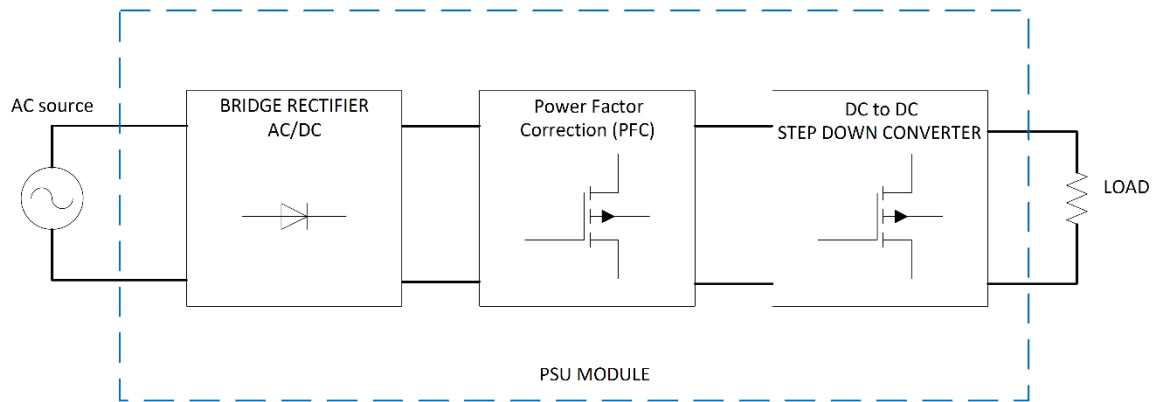 AC source
BRIDGE RECTIFIER
AC/DC
Power Factor
Correction (PFC)
DC to DC
STEP DOWN CONVERTER
LOAD
PSU MODULE